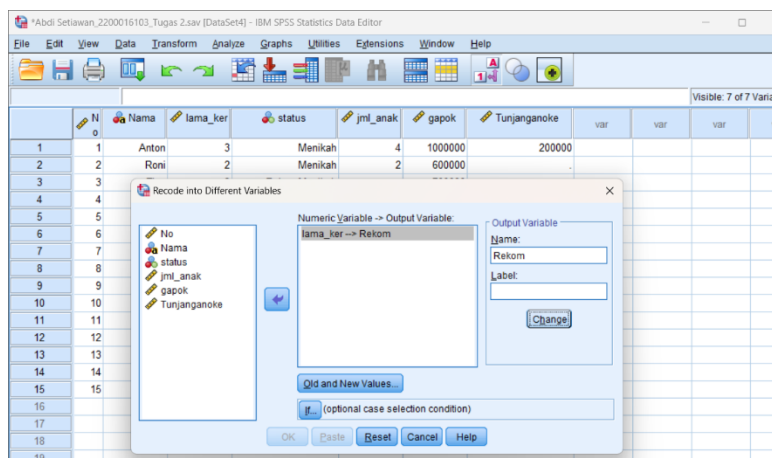 *Abdi Setiawan_2200016103_Tugas 2.sav [DataSet4] - IBM SPSS Statistics Data Editor
File Edit View Data Transform Analyze Graphs Utilities Extensions Window Help
Visible: 7 of 7 Varia
No Nama lama_ker status jml_anak gapok Tunjanganoke var var var
1 1 Anton 3 Menikah 4 1000000 200000
2 2 Roni 2 Menikah 2 600000 .
3 3
4 4
5 5
6 6
7 7
8 8
9 9
10 10
11 11
12 12
13 13
14 14
15 15
16
17
18
19
Recode into Different Variables
No
Nama
status
jml_anak
gapok
Tunjanganoke
Numeric Variable -> Output Variable:
lama_ker --> Rekom
Output Variable
Name:
Rekom
Label:
Change
Old and New Values...
If... (optional case selection condition)
OK Paste Reset Cancel Help